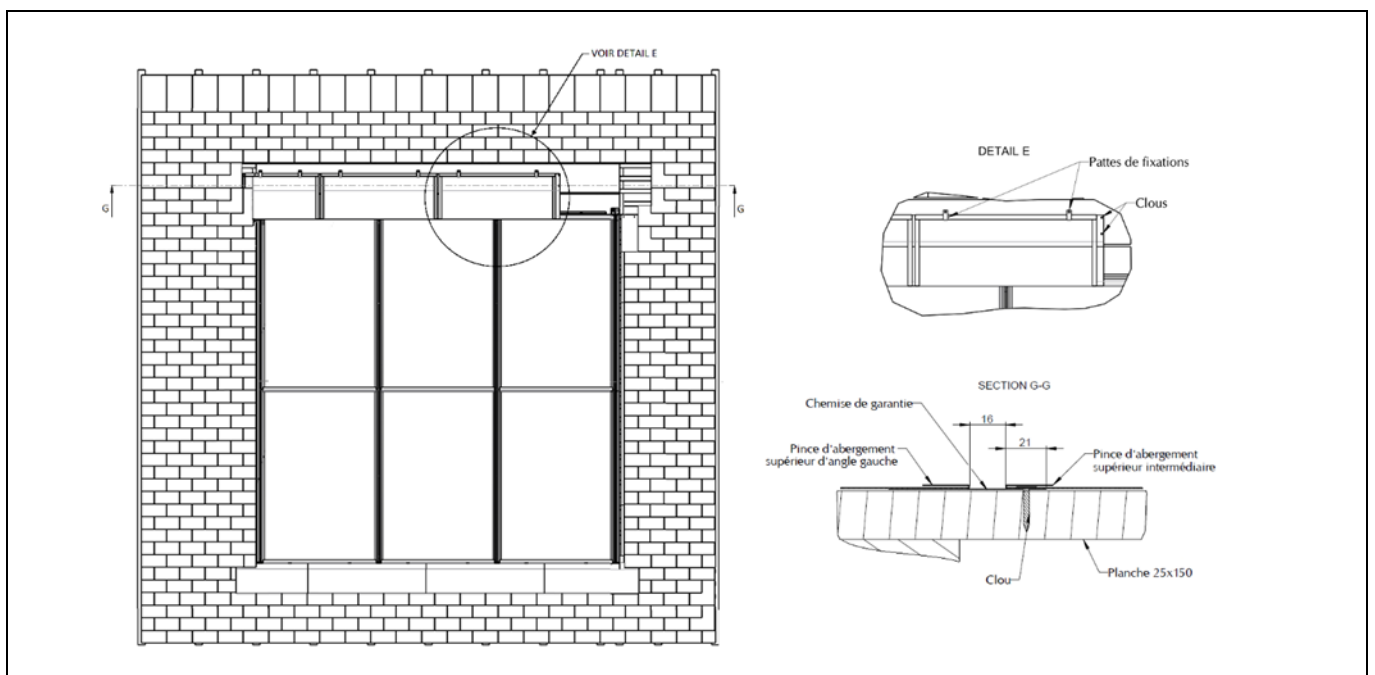 VOIR DETAIL E
G
G
DETAIL E
Pattes de fixations
Clous
SECTION G-G
Chemise de garantie
16
21
Pince d'abergement
supérieur d'angle gauche
Pince d'abergement
supérieur intermédiaire
Clou
Planche 25x150